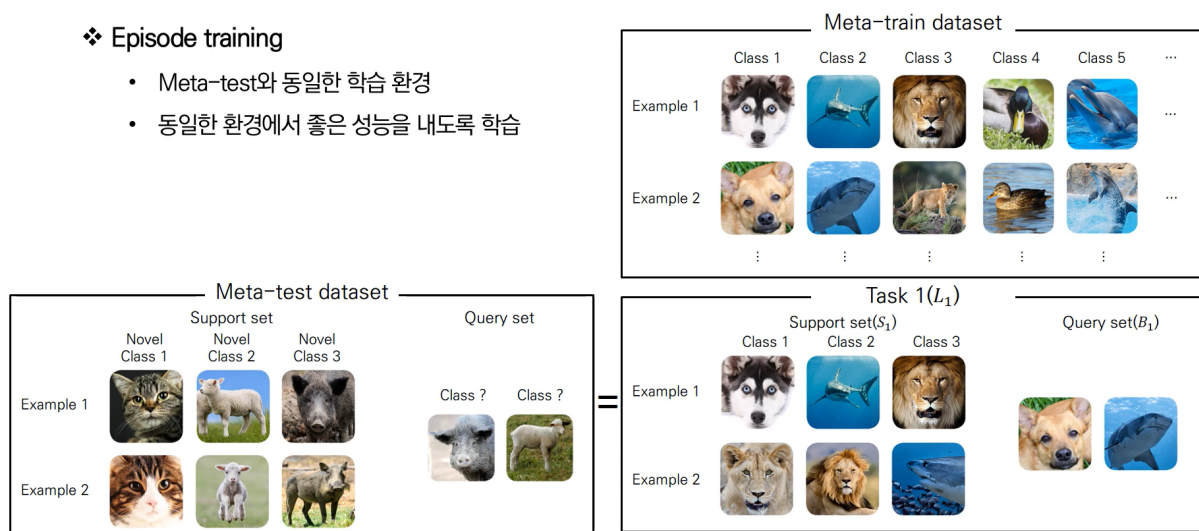 ❖ Episode training
• Meta-test와 동일한 학습 환경
• 동일한 환경에서 좋은 성능을 내도록 학습
Meta-train dataset
Class 1 Class 2 Class 3 Class 4 Class 5 ...
Example 1 ...
Example 2 ...
⋮ ⋮ ⋮ ⋮ ⋮
Meta-test dataset
Support set Query set
Novel Class 1 Novel Class 2 Novel Class 3
Class ? Class ?
Example 1
Example 2
=
Task 1(L₁)
Support set(S₁) Query set(B₁)
Class 1 Class 2 Class 3
Example 1
Example 2